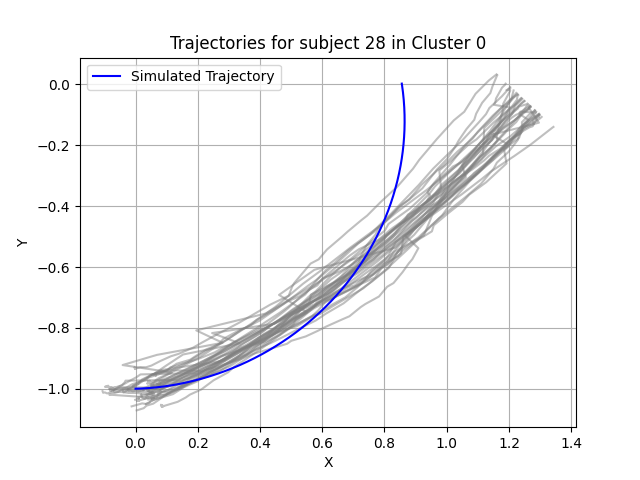 Trajectories for subject 28 in Cluster 0
Simulated Trajectory
0.0
−0.2
−0.4
−0.6
−0.8
−1.0
Y
0.0 0.2 0.4 0.6 0.8 1.0 1.2 1.4
X